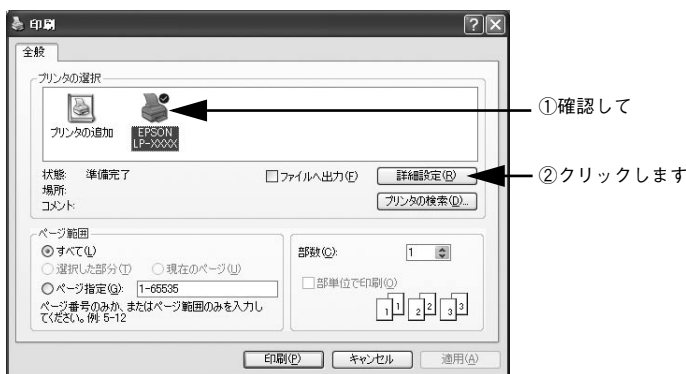 印刷
全般
プリンタの選択
プリンタの追加
EPSON
LP-XXXX
①確認して
状態: 準備完了
場所:
コメント:
ファイルへ出力(F)
詳細設定(R)
②クリックします
プリンタの検索(D)...
ページ範囲
すべて(L)
選択した部分(T) 現在のページ(U)
ページ指定(G): 1-65535
ページ番号のみか、またはページ範囲のみを入力し
てください。例: 5-12
部数(C): 1
部単位で印刷(O)
1 1 2 2 3 3
印刷(P) キャンセル 適用(A)